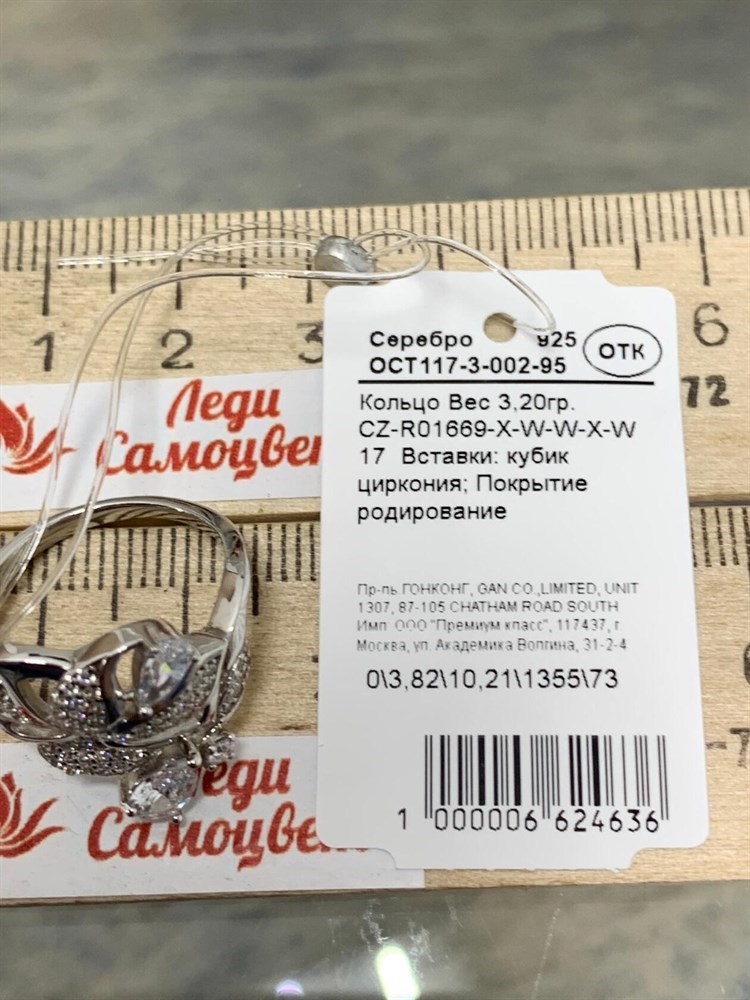 1 2 3 6
Серебро 925 ОТК
ОСТ117-3-002-95
72
Леди
Самоцве
Кольцо Вес 3,20гр.
CZ-R01669-X-W-W-X-W
17 Вставки: кубик
циркония; Покрытие
родирование
Пр-ль ГОНКОНГ, GAN CO.,LIMITED, UNIT
1307, 87-105 CHATHAM ROAD SOUTH
Имп. ООО "Премиум класс", 117437, г.
Москва, ул. Академика Волгина, 31-2-4
0\3,82\10,21\1355\73
Леди
Самоцве
1 000006 624636